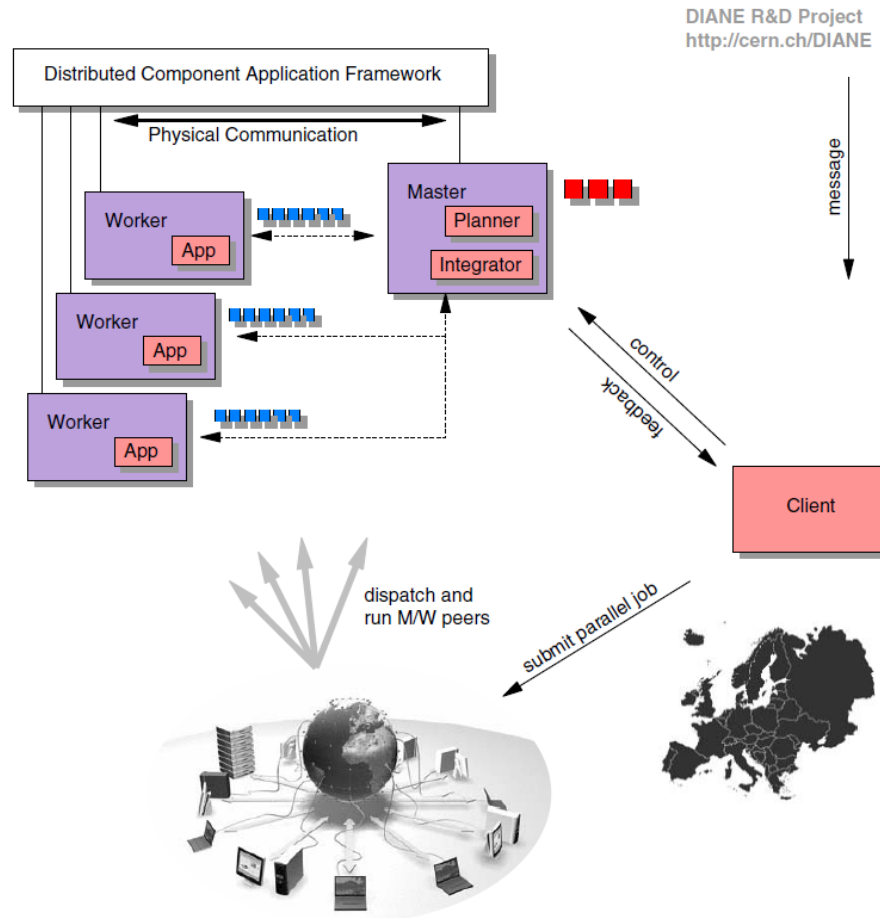 DIANE R&D Project
http://cern.ch/DIANE
Distributed Component Application Framework
Physical Communication
message
Master
Planner
Integrator
Worker
App
Worker
App
Worker
App
control
feedback
Client
dispatch and
run M/W peers
submit parallel job